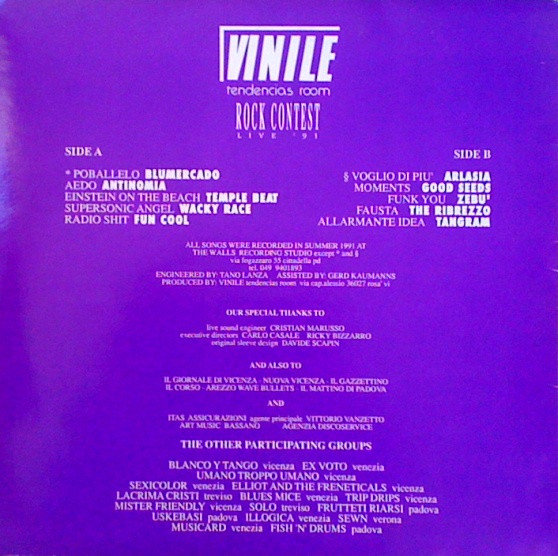 VINILE
tendencias room
ROCK CONTEST
LIVE '91
SIDE A
* POBALLELO BLUMERCADO
AEDO ANTINOMIA
EINSTEIN ON THE BEACH TEMPLE BEAT
SUPERSONIC ANGEL WACKY RACE
RADIO SHIT FUN COOL
SIDE B
§ VOGLIO DI PIU' ARLASIA
MOMENTS GOOD SEEDS
FUNK YOU ZEBU'
FAUSTA THE RIBREZZO
ALLARMANTE IDEA TANGRAM
ALL SONGS WERE RECORDED IN SUMMER 1991 AT
THE WALLS RECORDING STUDIO except * and §
via fogazzaro 55 cittadella pd
tel. 049 9401893
ENGINEERED BY: TANO LANZA ASSISTED BY: GERD KAUMANNS
PRODUCED BY: VINILE tendencias room via cap.alessio 36027 rosa' vi
OUR SPECIAL THANKS TO
live sound engineer CRISTIAN MARUSSO
executive directors CARLO CASALE RICKY BIZZARRO
original sleeve design DAVIDE SCAPIN
AND ALSO TO
IL GIORNALE DI VICENZA - NUOVA VICENZA - IL GAZZETTINO
IL CORSO - AREZZO WAVE BULLETS - IL MATTINO DI PADOVA
AND
ITAS ASSICURAZIONI agente principale VITTORIO VANZETTO
ART MUSIC BASSANO AGENZIA DISCOSERVICE
THE OTHER PARTICIPATING GROUPS
BLANCO Y TANGO vicenza EX VOTO venezia
UMANO TROPPO UMANO vicenza
SEXICOLOR venezia ELLIOT AND THE FRENETICALS venezia
LACRIMA CRISTI treviso BLUES MICE venezia TRIP DRIPS vicenza
MISTER FRIENDLY vicenza SOLO treviso FRUTTETI RIARSI padova
USKEBASI padova ILLOGICA venezia SEWN verona
MUSICARD venezia FISH 'N' DRUMS padova